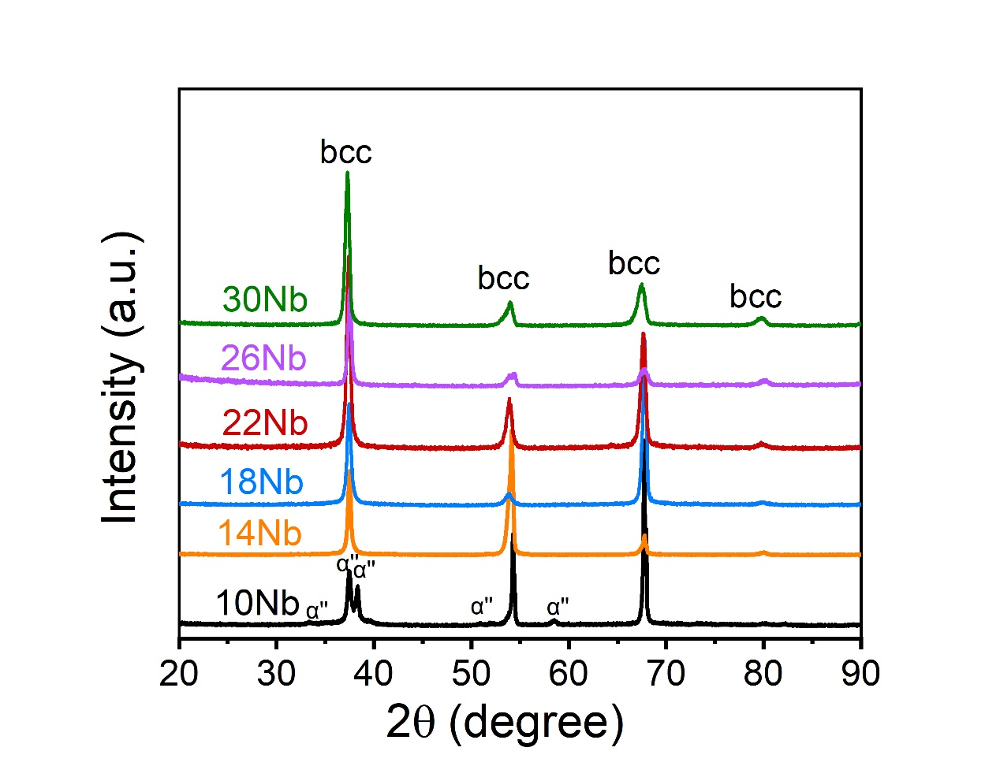 bcc
bcc
bcc
bcc
30Nb
26Nb
22Nb
18Nb
14Nb
10Nb
α"
α"
α"
α"
α"
20 30 40 50 60 70 80 90
2θ (degree)
Intensity (a.u.)